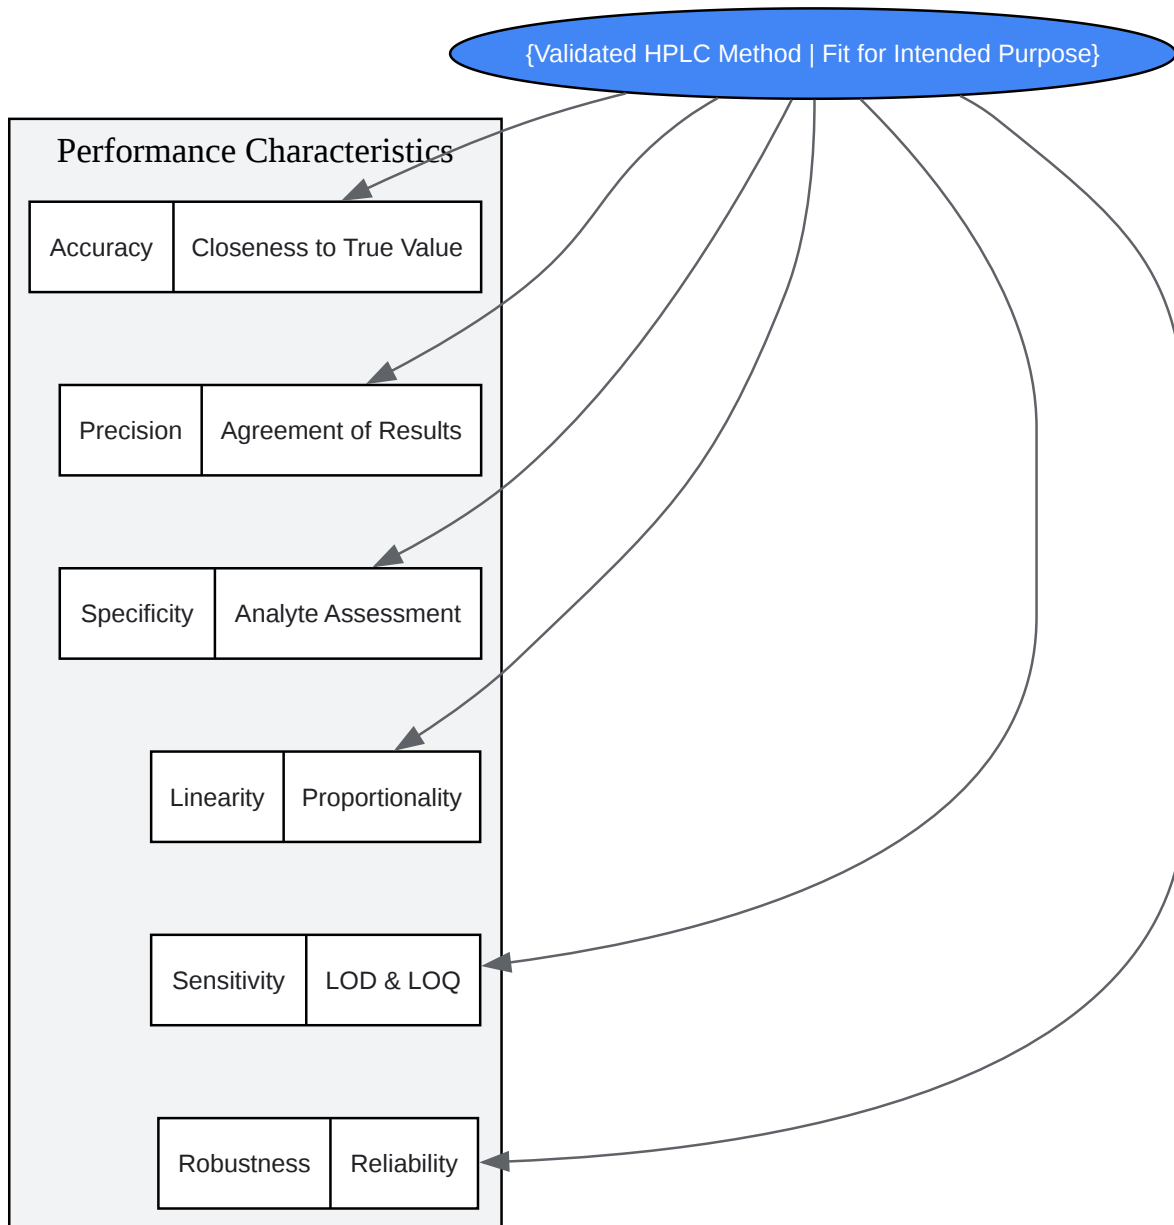 {Validated HPLC Method | Fit for Intended Purpose}
Performance Characteristics
Accuracy
Closeness to True Value
Precision
Agreement of Results
Specificity
Analyte Assessment
Linearity
Proportionality
Sensitivity
LOD & LOQ
Robustness
Reliability